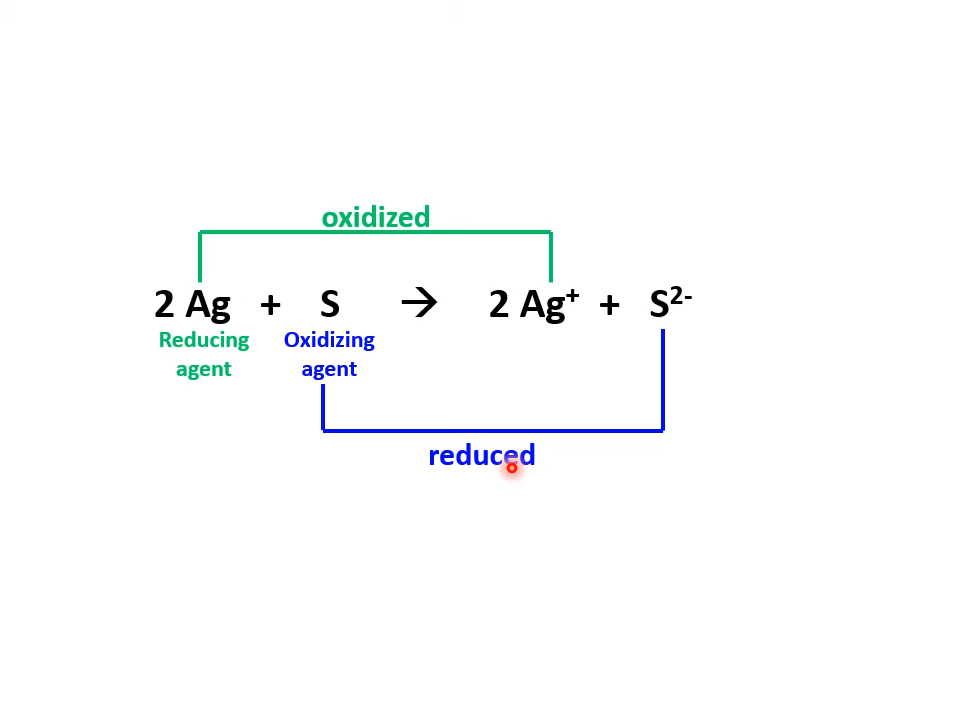 oxidized
2 Ag + S → 2 Ag⁺ + S²⁻
Reducing agent
Oxidizing agent
reduced